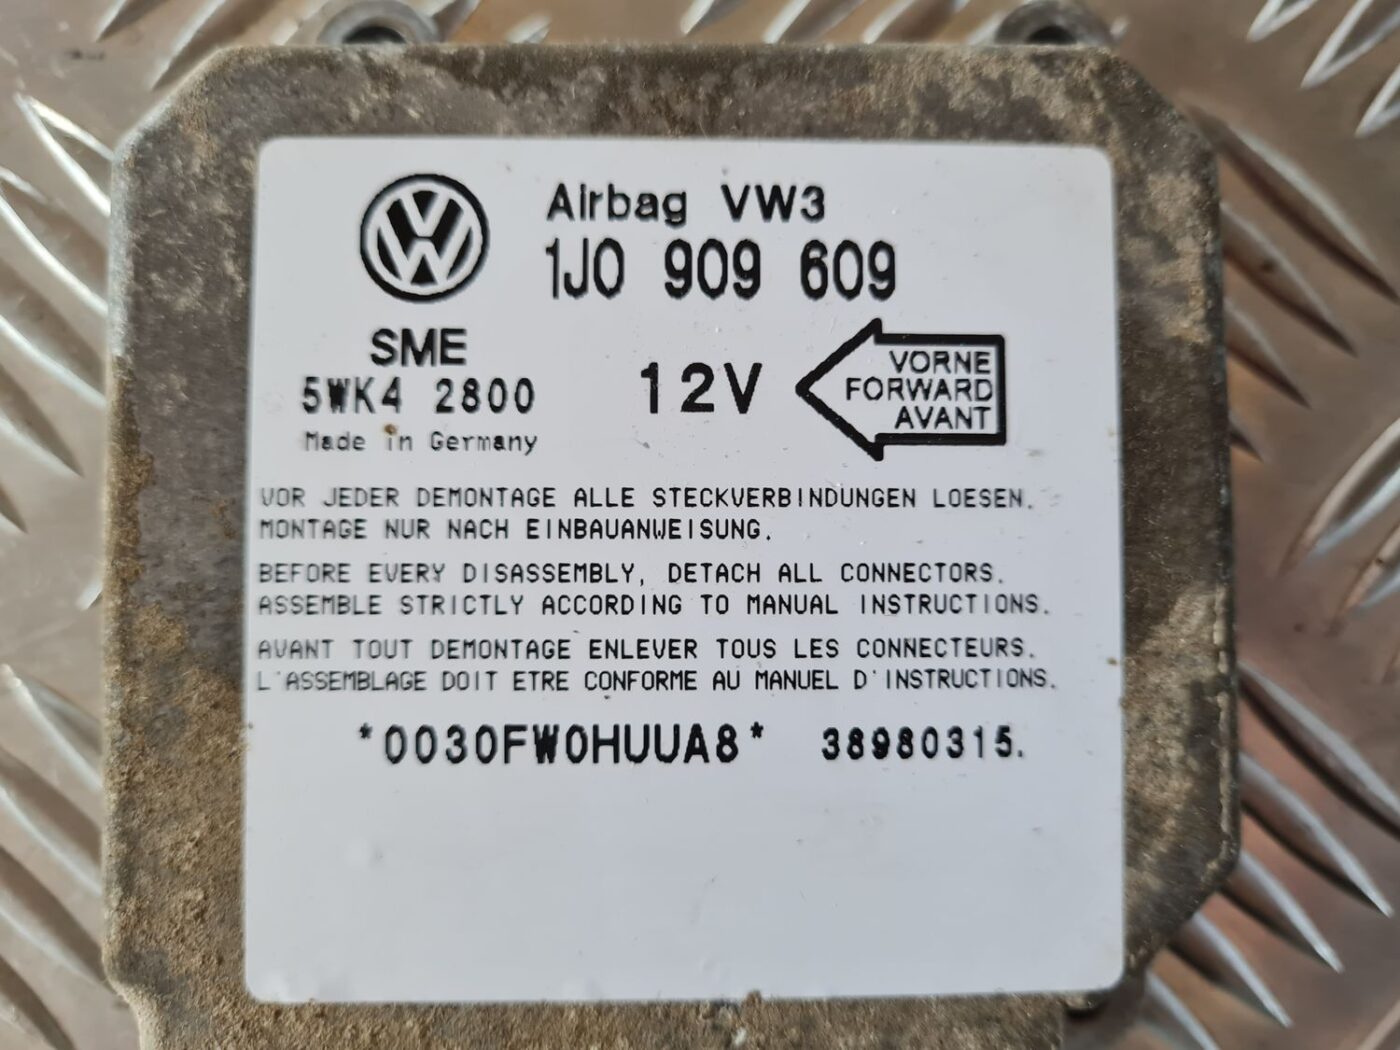 Airbag VW3
1J0 909 609
SME
5WK4 2800
Made in Germany
12V
VORNE
FORWARD
AVANT
VOR JEDER DEMONTAGE ALLE STECKVERBINDUNGEN LOESEN.
MONTAGE NUR NACH EINBAUANWEISUNG.
BEFORE EVERY DISASSEMBLY, DETACH ALL CONNECTORS.
ASSEMBLE STRICTLY ACCORDING TO MANUAL INSTRUCTIONS.
AVANT TOUT DEMONTAGE ENLEVER TOUS LES CONNECTEURS.
L'ASSEMBLAGE DOIT ETRE CONFORME AU MANUEL D'INSTRUCTIONS.
*0030FW0HUUA8* 38980315.